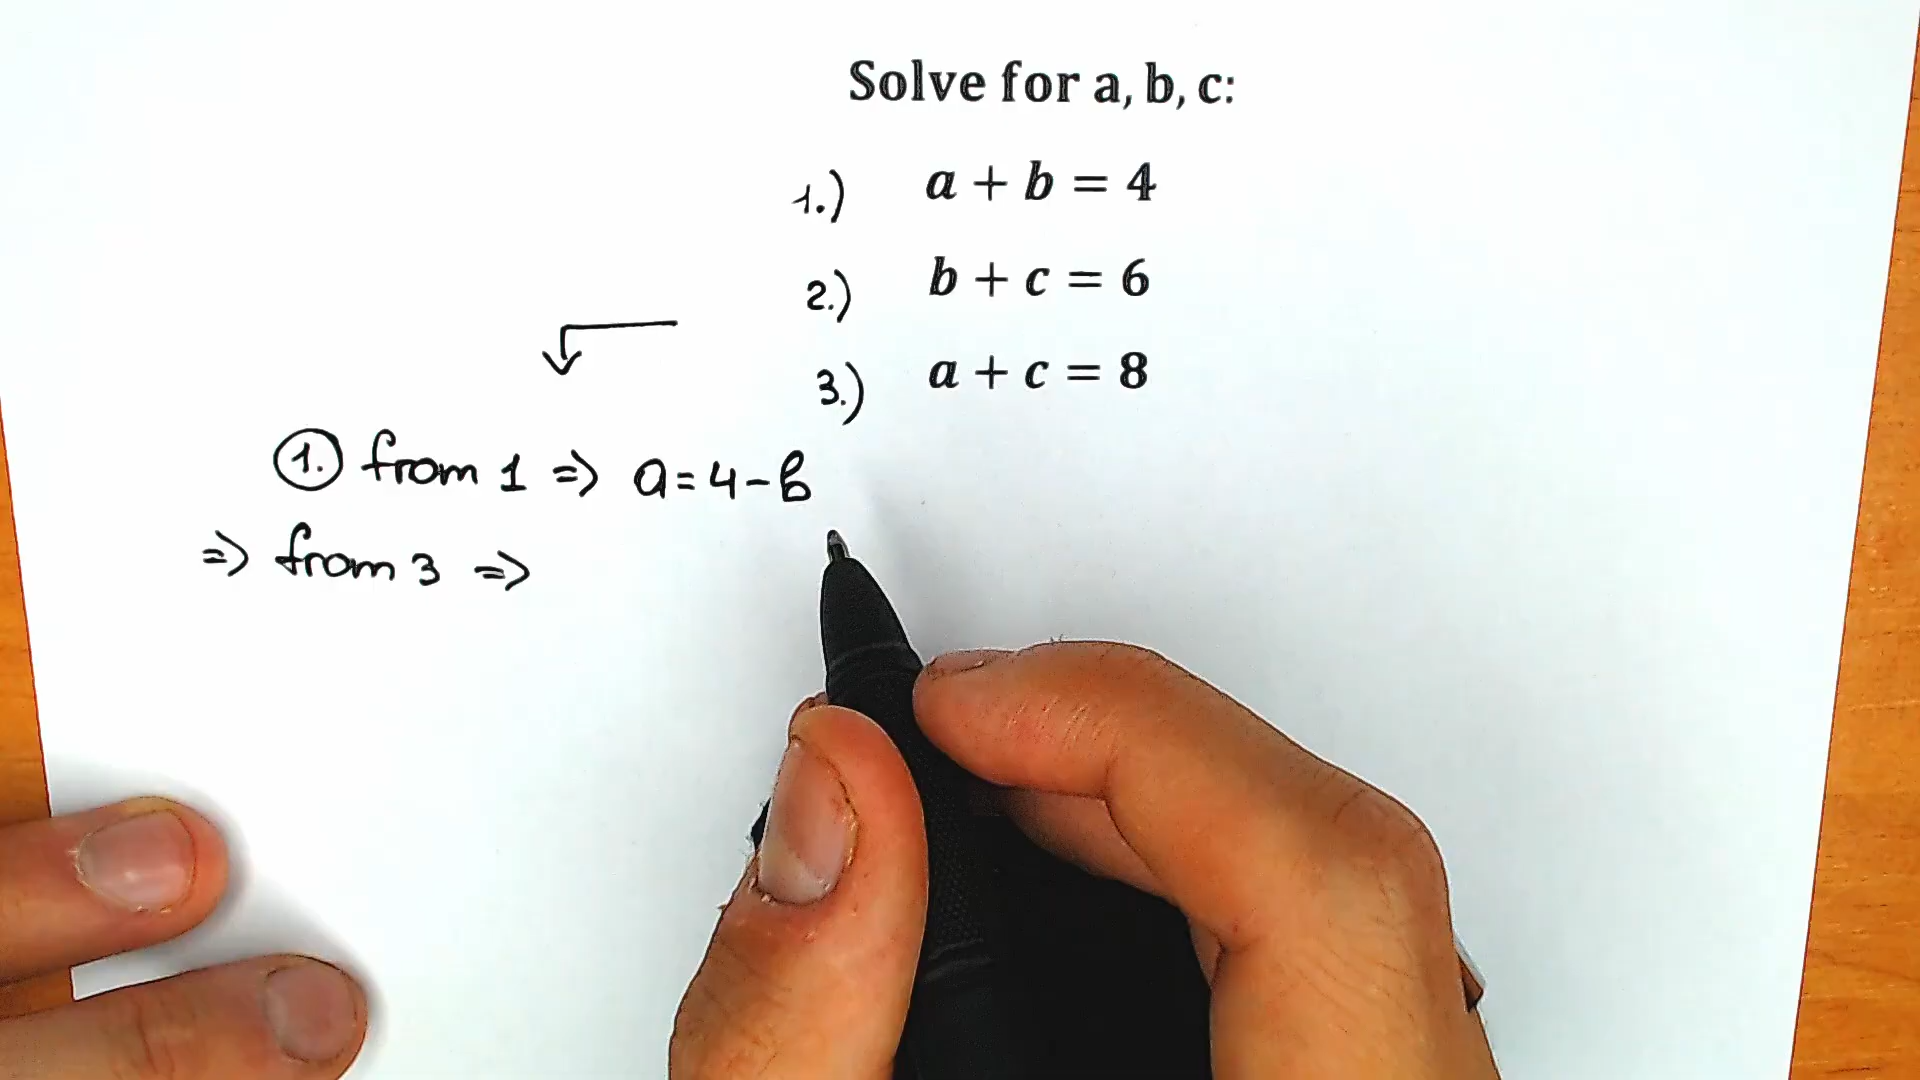 Solve for a, b, c:
1.) a + b = 4
2.) b + c = 6
3.) a + c = 8
1. from 1 => a = 4 - b
=> from 3 =>